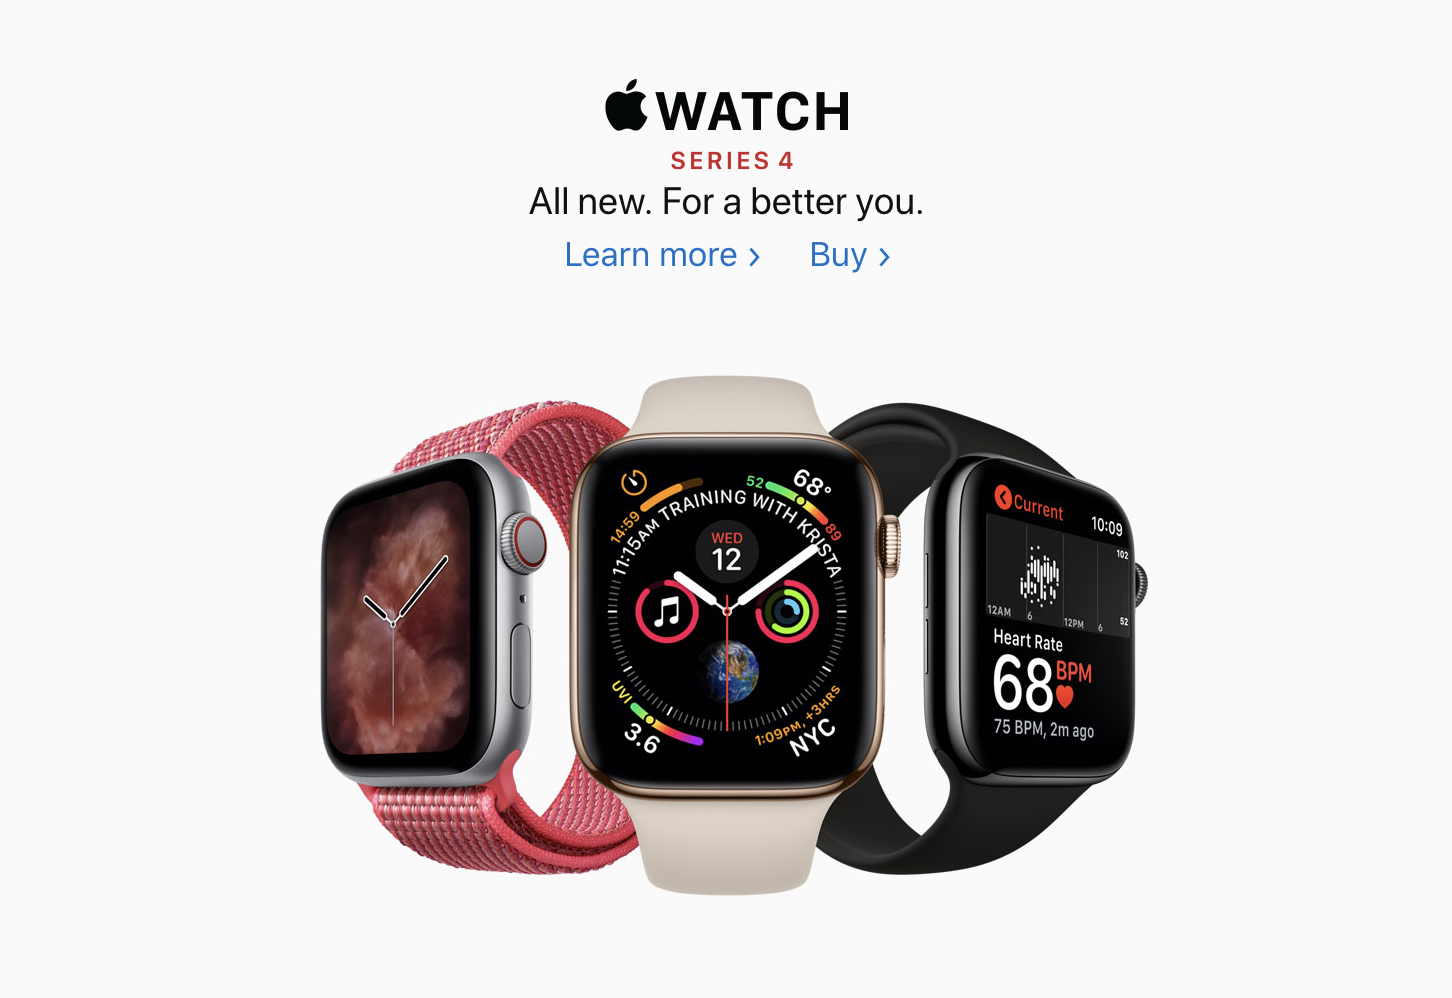 WATCH
SERIES 4
All new. For a better you.
Learn more ›
Buy ›
14:59
11:15AM TRAINING WITH KRISTA
52
68°
89
WED
12
UVI
3.6
1:09PM, +3HRS
NYC
Current
10:09
102
12AM 6 12PM 6 52
Heart Rate
68 BPM
75 BPM, 2m ago